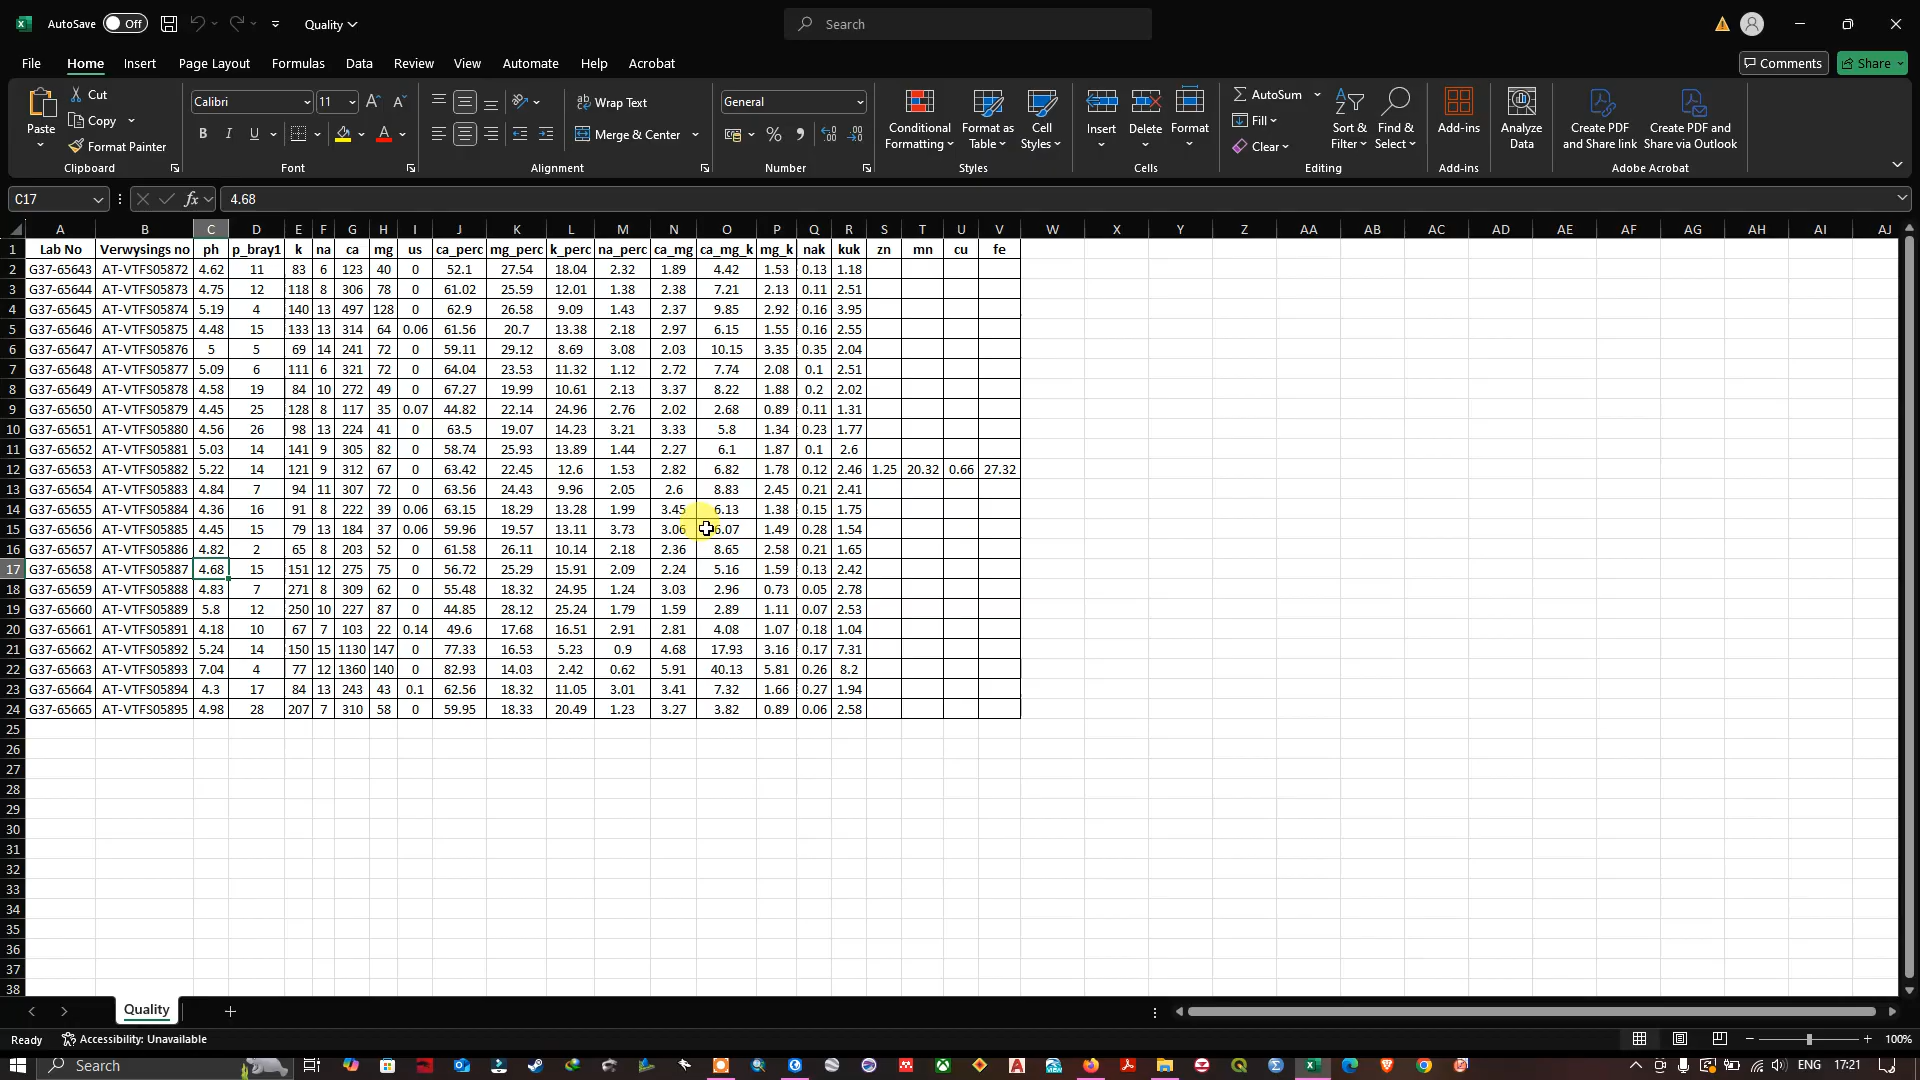 AutoSave Off Quality Search
File Home Insert Page Layout Formulas Data Review View Automate Help Acrobat Comments Share
Paste Cut Copy Format Painter Clipboard
Calibri 11 B I U A Font
Wrap Text Merge & Center Alignment
General % Number
Conditional Formatting Format as Table Cell Styles Styles
Insert Delete Format Cells
AutoSum Fill Clear Sort & Filter Find & Select Editing
Add-ins Add-ins
Analyze Data
Create PDF and Share link Create PDF and Share via Outlook Adobe Acrobat
C17 fx 4.68
A B C D E F G H I J K L M N O P Q R S T U V W X Y Z AA AB AC AD AE AF AG AH AI AJ
1 Lab No Verwysings no ph p_bray1 k na ca mg us ca_perc mg_perc k_perc na_perc ca_mg ca_mg_k mg_k nak kuk zn mn cu fe
2 G37-65643 AT-VTFS05872 4.62 11 83 6 123 40 0 52.1 27.54 18.04 2.32 1.89 4.42 1.53 0.13 1.18
3 G37-65644 AT-VTFS05873 4.75 12 118 8 306 78 0 61.02 25.59 12.01 1.38 2.38 7.21 2.13 0.11 2.51
4 G37-65645 AT-VTFS05874 5.19 4 140 13 497 128 0 62.9 26.58 9.09 1.43 2.37 9.85 2.92 0.16 3.95
5 G37-65646 AT-VTFS05875 4.48 15 133 13 314 64 0.06 61.56 20.7 13.38 2.18 2.97 6.15 1.55 0.16 2.55
6 G37-65647 AT-VTFS05876 5 5 69 14 241 72 0 59.11 29.12 8.69 3.08 2.03 10.15 3.35 0.35 2.04
7 G37-65648 AT-VTFS05877 5.09 6 111 6 321 72 0 64.04 23.53 11.32 1.12 2.72 7.74 2.08 0.1 2.51
8 G37-65649 AT-VTFS05878 4.58 19 84 10 272 49 0 67.27 19.99 10.61 2.13 3.37 8.22 1.88 0.2 2.02
9 G37-65650 AT-VTFS05879 4.45 25 128 8 117 35 0.07 44.82 22.14 24.96 2.76 2.02 2.68 0.89 0.11 1.31
10 G37-65651 AT-VTFS05880 4.56 26 98 13 224 41 0 63.5 19.07 14.23 3.21 3.33 5.8 1.34 0.23 1.77
11 G37-65652 AT-VTFS05881 5.03 14 141 9 305 82 0 58.74 25.93 13.89 1.44 2.27 6.1 1.87 0.1 2.6
12 G37-65653 AT-VTFS05882 5.22 14 121 9 312 67 0 63.42 22.45 12.6 1.53 2.82 6.82 1.78 0.12 2.46 1.25 20.32 0.66 27.32
13 G37-65654 AT-VTFS05883 4.84 7 94 11 307 72 0 63.56 24.43 9.96 2.05 2.6 8.83 2.45 0.21 2.41
14 G37-65655 AT-VTFS05884 4.36 16 91 8 222 39 0.06 63.15 18.29 13.28 1.99 3.45 6.13 1.38 0.15 1.75
15 G37-65656 AT-VTFS05885 4.45 15 79 13 184 37 0.06 59.96 19.57 13.11 3.73 3.06 6.07 1.49 0.28 1.54
16 G37-65657 AT-VTFS05886 4.82 2 65 8 203 52 0 61.58 26.11 10.14 2.18 2.36 8.65 2.58 0.21 1.65
17 G37-65658 AT-VTFS05887 4.68 15 151 12 275 75 0 56.72 25.29 15.91 2.09 2.24 5.16 1.59 0.13 2.42
18 G37-65659 AT-VTFS05888 4.83 7 271 8 309 62 0 55.48 18.32 24.95 1.24 3.03 2.96 0.73 0.05 2.78
19 G37-65660 AT-VTFS05889 5.8 12 250 10 227 87 0 44.85 28.12 25.24 1.79 1.59 2.89 1.11 0.07 2.53
20 G37-65661 AT-VTFS05891 4.18 10 67 7 103 22 0.14 49.6 17.68 16.51 2.91 2.81 4.08 1.07 0.18 1.04
21 G37-65662 AT-VTFS05892 5.24 14 150 15 1130 147 0 77.33 16.53 5.23 0.9 4.68 17.93 3.16 0.17 7.31
22 G37-65663 AT-VTFS05893 7.04 4 77 12 1360 140 0 82.93 14.03 2.42 0.62 5.91 40.13 5.81 0.26 8.2
23 G37-65664 AT-VTFS05894 4.3 17 84 13 243 43 0.1 62.56 18.32 11.05 3.01 3.41 7.32 1.66 0.27 1.94
24 G37-65665 AT-VTFS05895 4.98 28 207 7 310 58 0 59.95 18.33 20.49 1.23 3.27 3.82 0.89 0.06 2.58
25
26
27
28
29
30
31
32
33
34
35
36
37
38
Quality
Ready Accessibility: Unavailable 100%
Search ENG 17:21